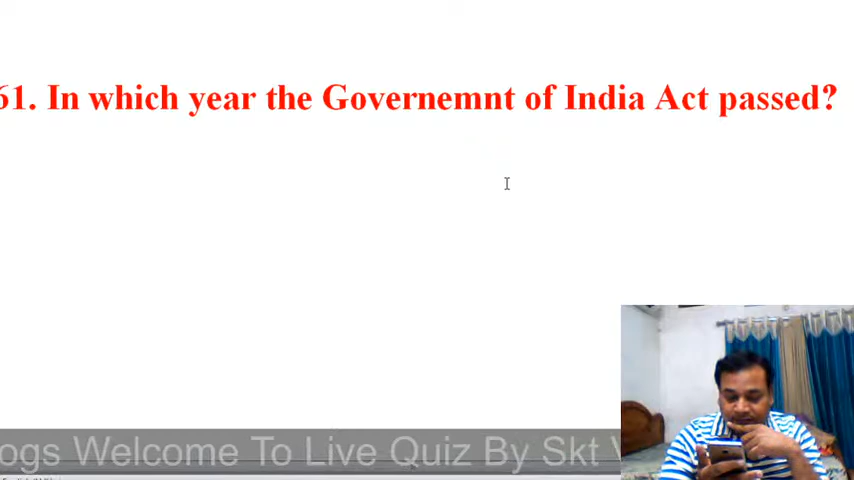 61. In which year the Governemnt of India Act passed?
ogs Welcome To Live Quiz By Skt V